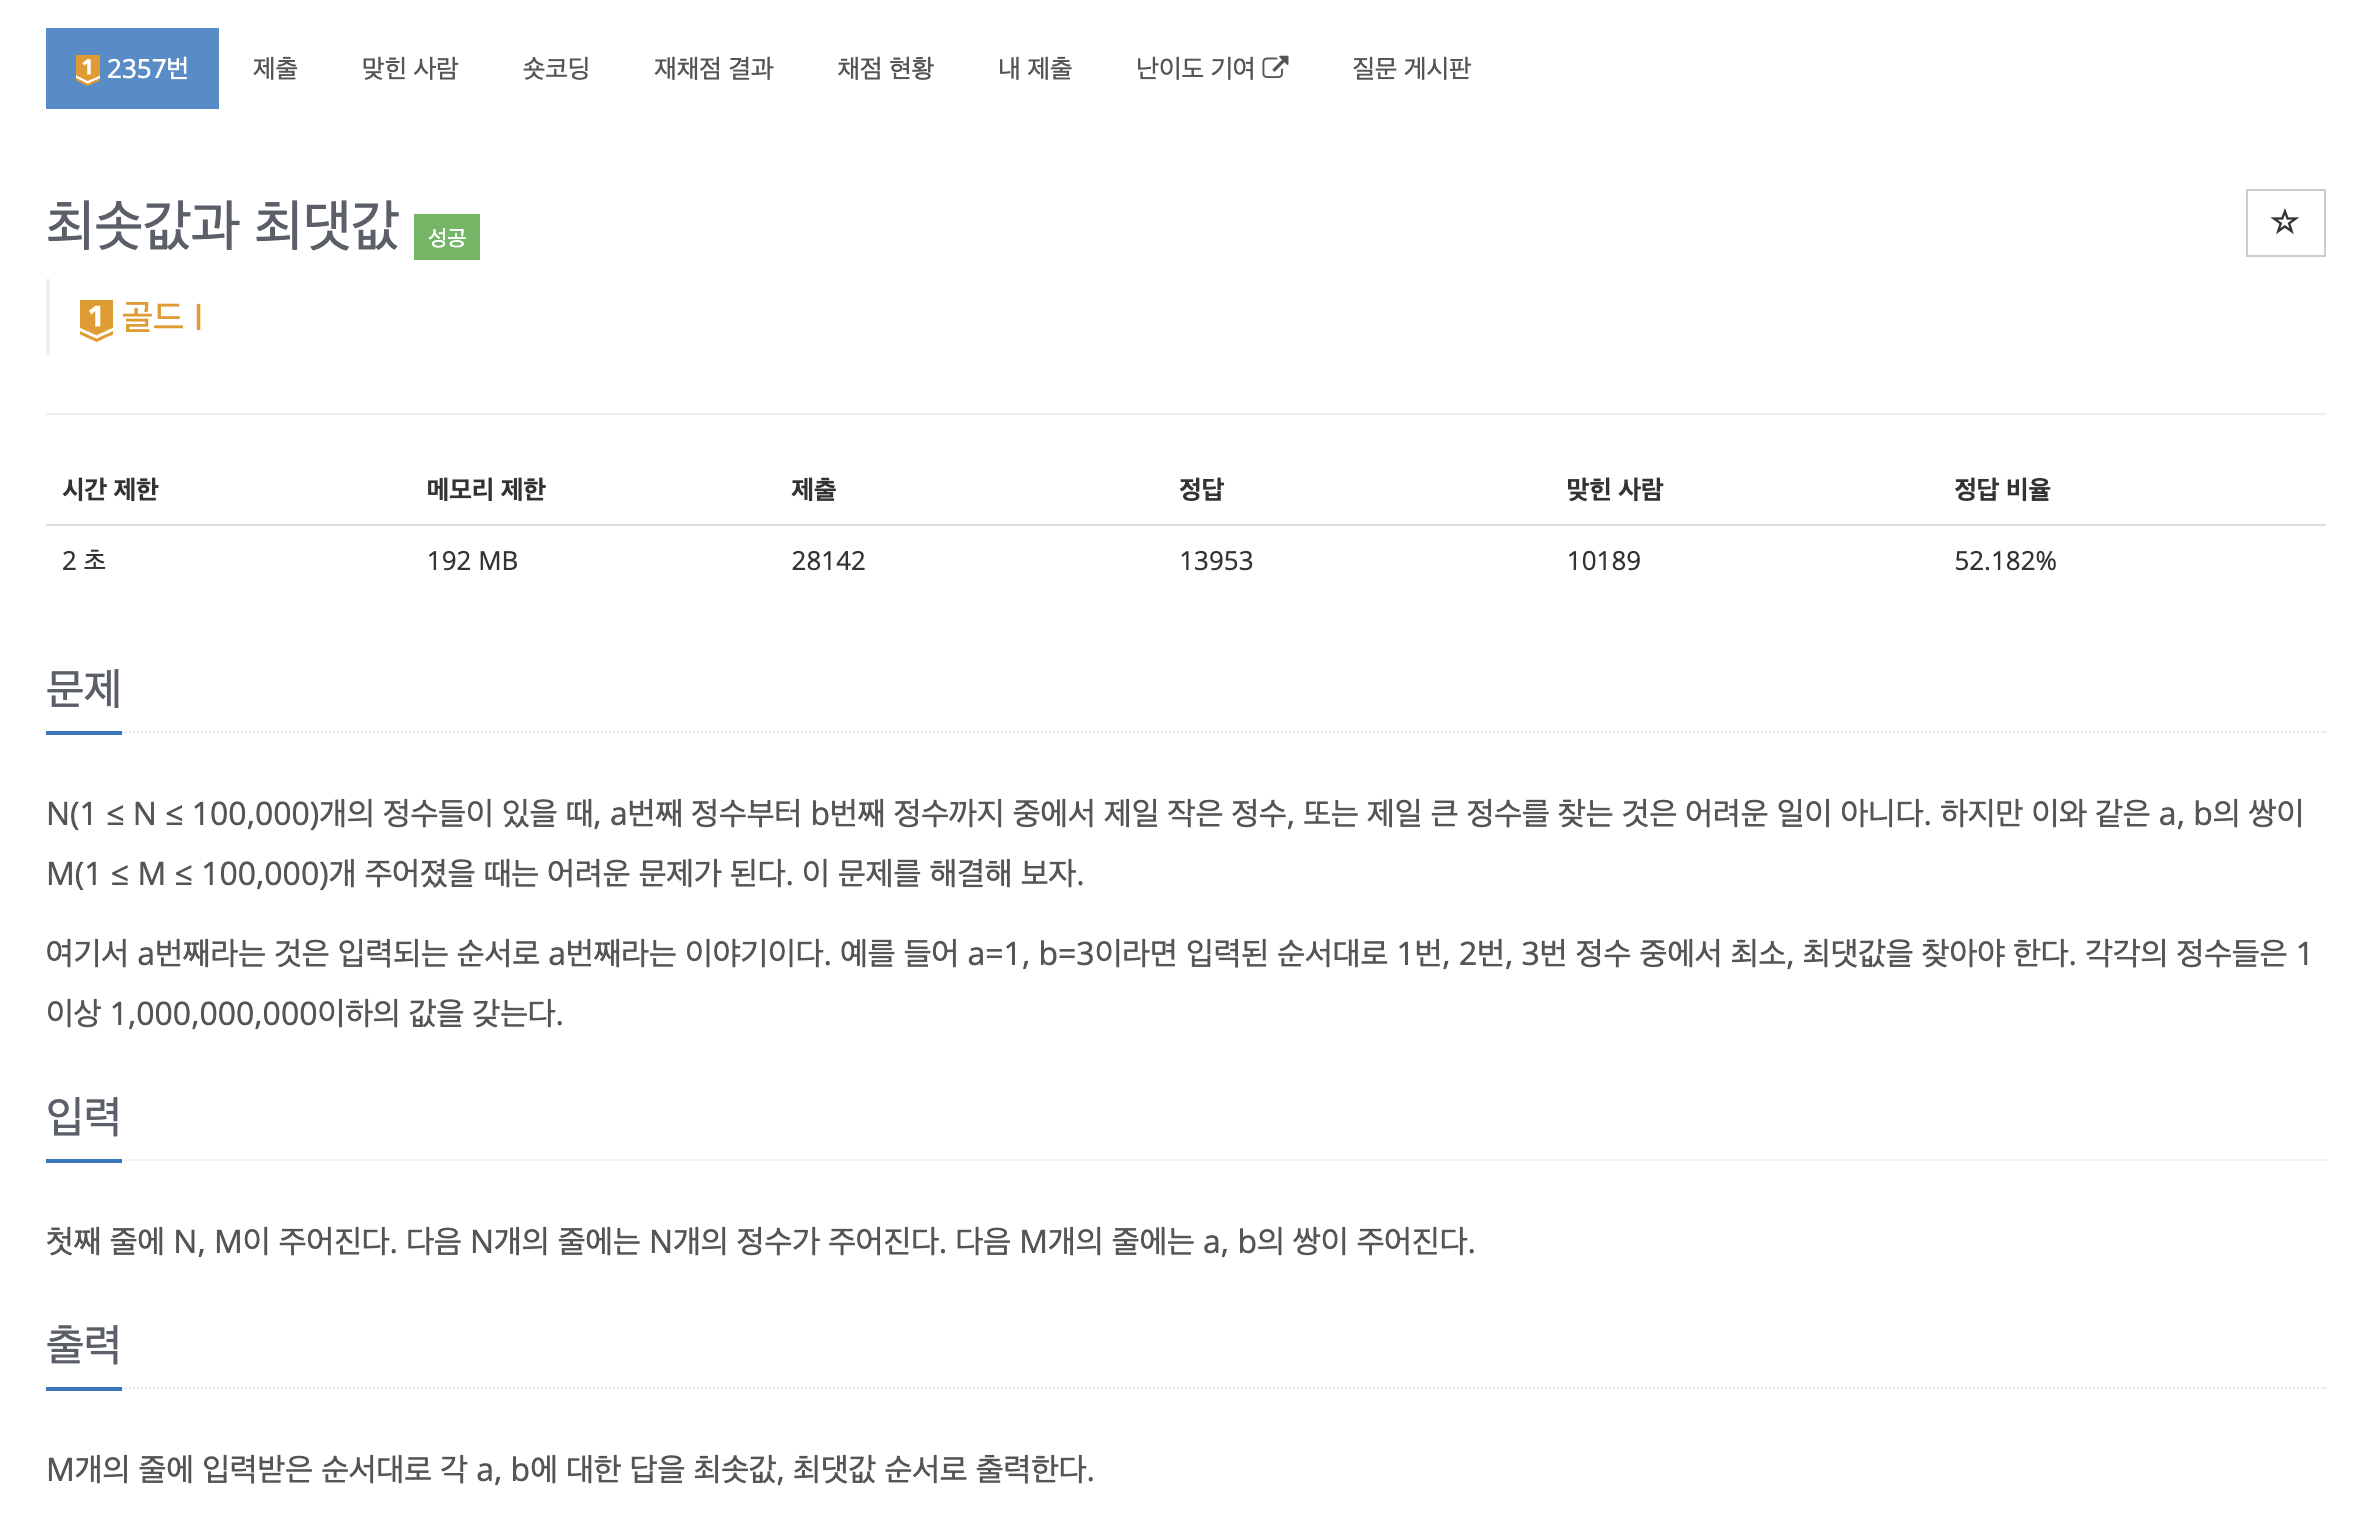 1 2357번 제출 맞힌 사람 숏코딩 재채점 결과 채점 현황 내 제출 난이도 기여 질문 게시판
최솟값과 최댓값 성공
1 골드 I
시간 제한 메모리 제한 제출 정답 맞힌 사람 정답 비율
2 초 192 MB 28142 13953 10189 52.182%
문제
N(1 ≤ N ≤ 100,000)개의 정수들이 있을 때, a번째 정수부터 b번째 정수까지 중에서 제일 작은 정수, 또는 제일 큰 정수를 찾는 것은 어려운 일이 아니다. 하지만 이와 같은 a, b의 쌍이
M(1 ≤ M ≤ 100,000)개 주어졌을 때는 어려운 문제가 된다. 이 문제를 해결해 보자.
여기서 a번째라는 것은 입력되는 순서로 a번째라는 이야기이다. 예를 들어 a=1, b=3이라면 입력된 순서대로 1번, 2번, 3번 정수 중에서 최소, 최댓값을 찾아야 한다. 각각의 정수들은 1
이상 1,000,000,000이하의 값을 갖는다.
입력
첫째 줄에 N, M이 주어진다. 다음 N개의 줄에는 N개의 정수가 주어진다. 다음 M개의 줄에는 a, b의 쌍이 주어진다.
출력
M개의 줄에 입력받은 순서대로 각 a, b에 대한 답을 최솟값, 최댓값 순서로 출력한다.